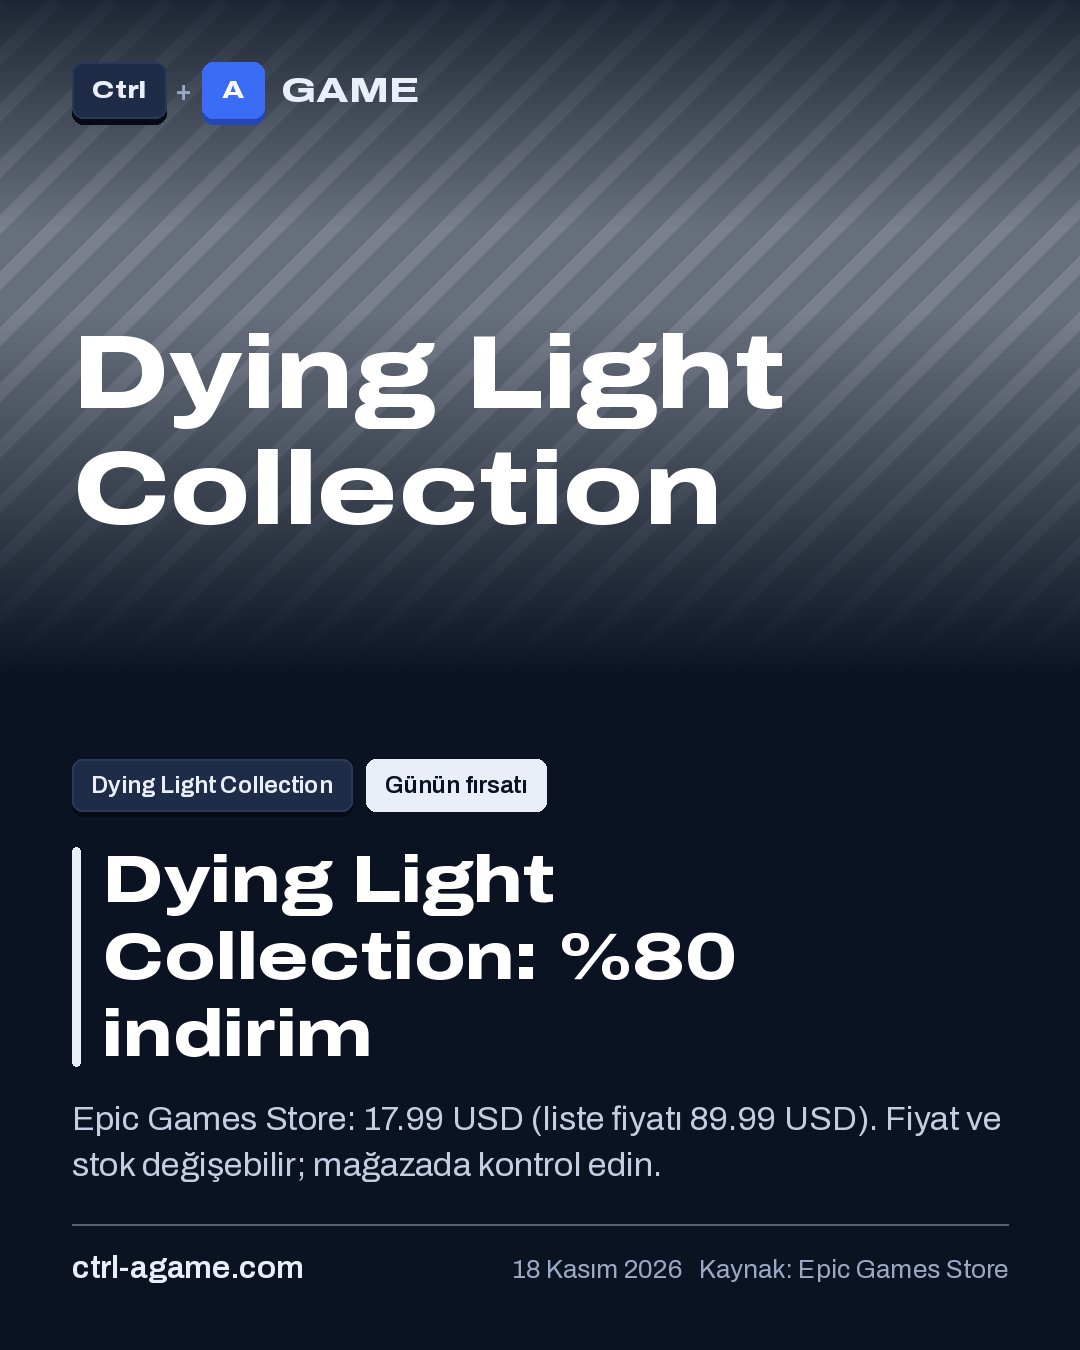 Ctrl + A GAME
Dying Light
Collection
Dying Light Collection
Günün fırsatı
Dying Light
Collection: %80
indirim
Epic Games Store: 17.99 USD (liste fiyatı 89.99 USD). Fiyat ve
stok değişebilir; mağazada kontrol edin.
ctrl-agame.com
18 Kasım 2026 Kaynak: Epic Games Store